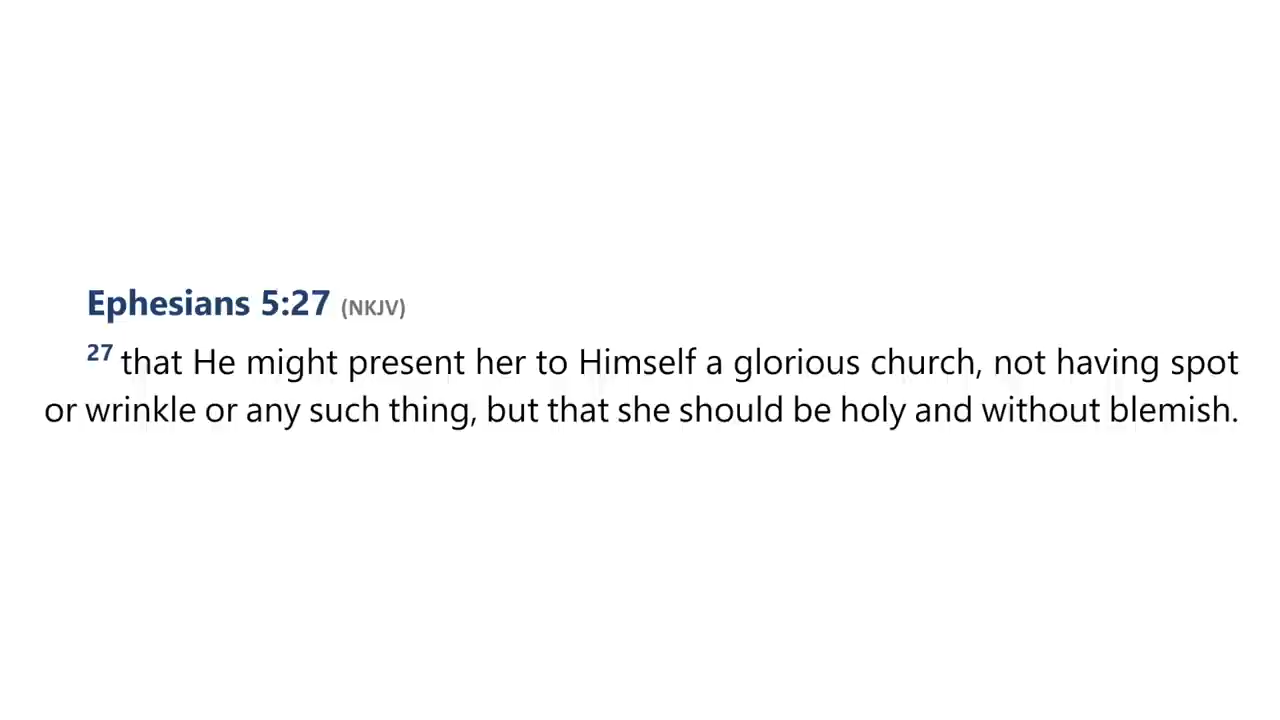 Ephesians 5:27 (NKJV)
27 that He might present her to Himself a glorious church, not having spot
or wrinkle or any such thing, but that she should be holy and without blemish.